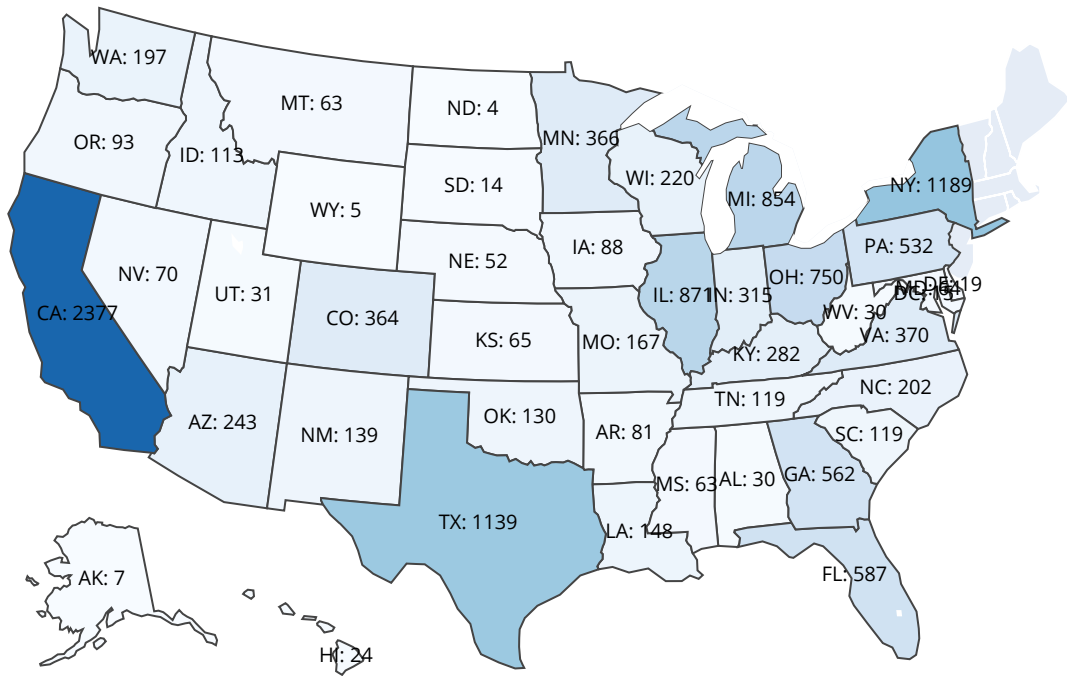 WA: 197
MT: 63
ND: 4
OR: 93
ID: 113
MN: 366
WI: 220
SD: 14
WY: 5
MI: 854
NY: 1189
PA: 532
IA: 88
NE: 52
NV: 70
UT: 31
OH: 750
DE: 19
IL: 871
IN: 315
CA: 2377
CO: 364
WV: 30
VA: 370
KS: 65
MO: 167
KY: 282
NC: 202
TN: 119
AZ: 243
NM: 139
OK: 130
AR: 81
SC: 119
MS: 63
AL: 30
GA: 562
TX: 1139
LA: 148
FL: 587
AK: 7
HI: 24